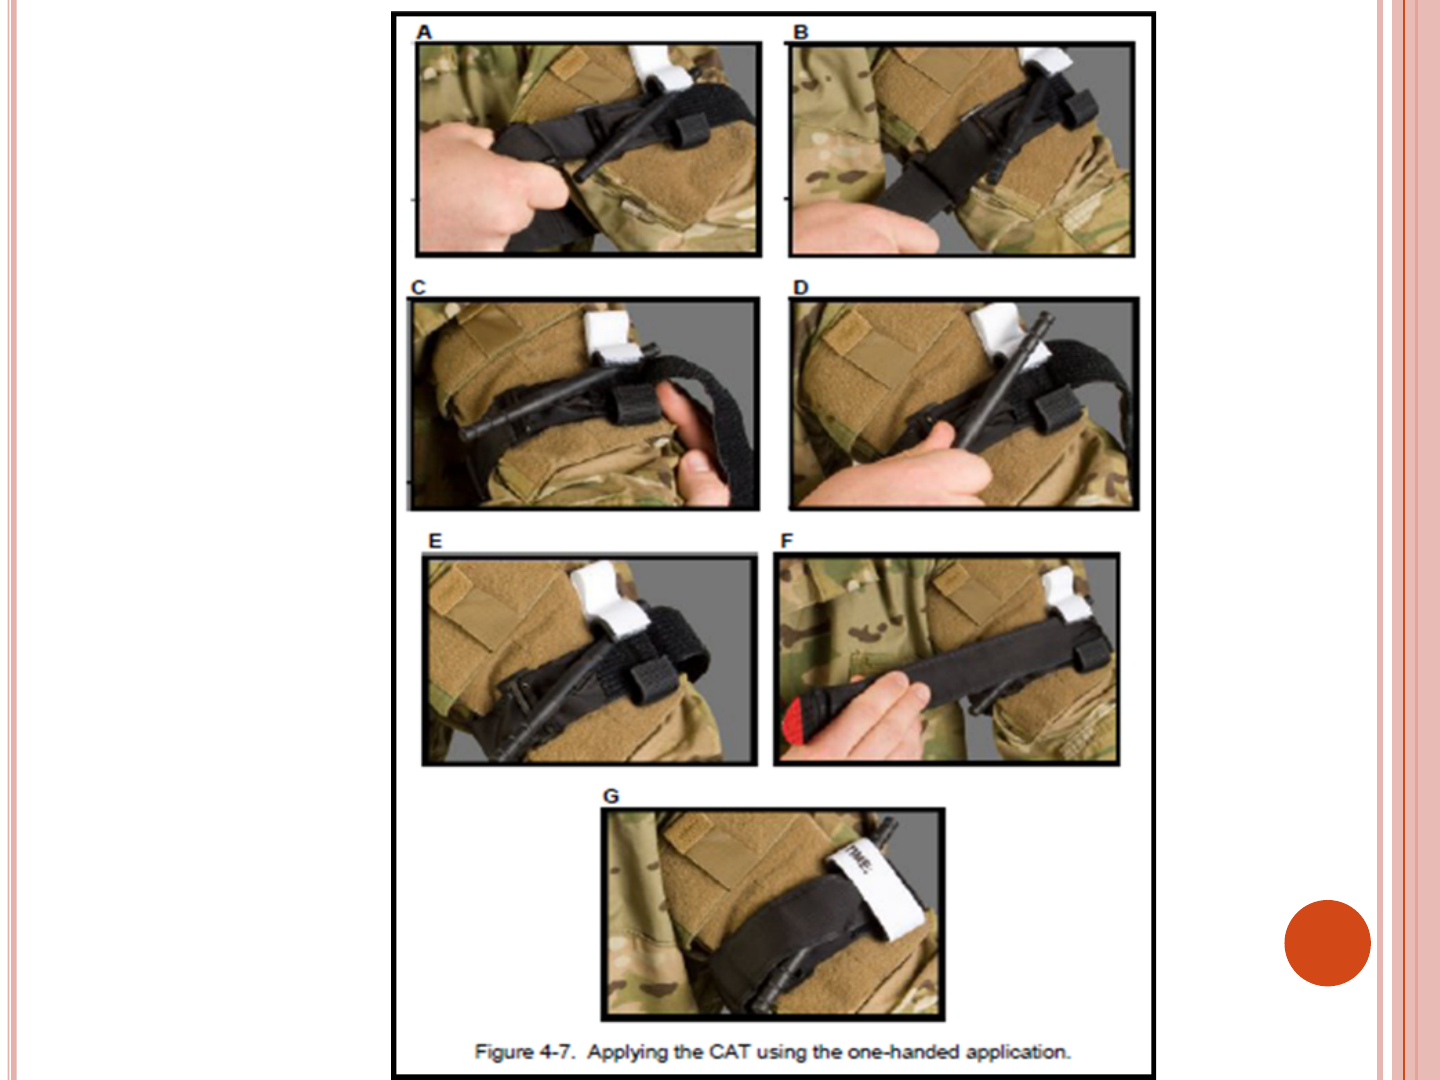 A
B
C
D
E
F
G
TIME:
Figure 4-7. Applying the CAT using the one-handed application.